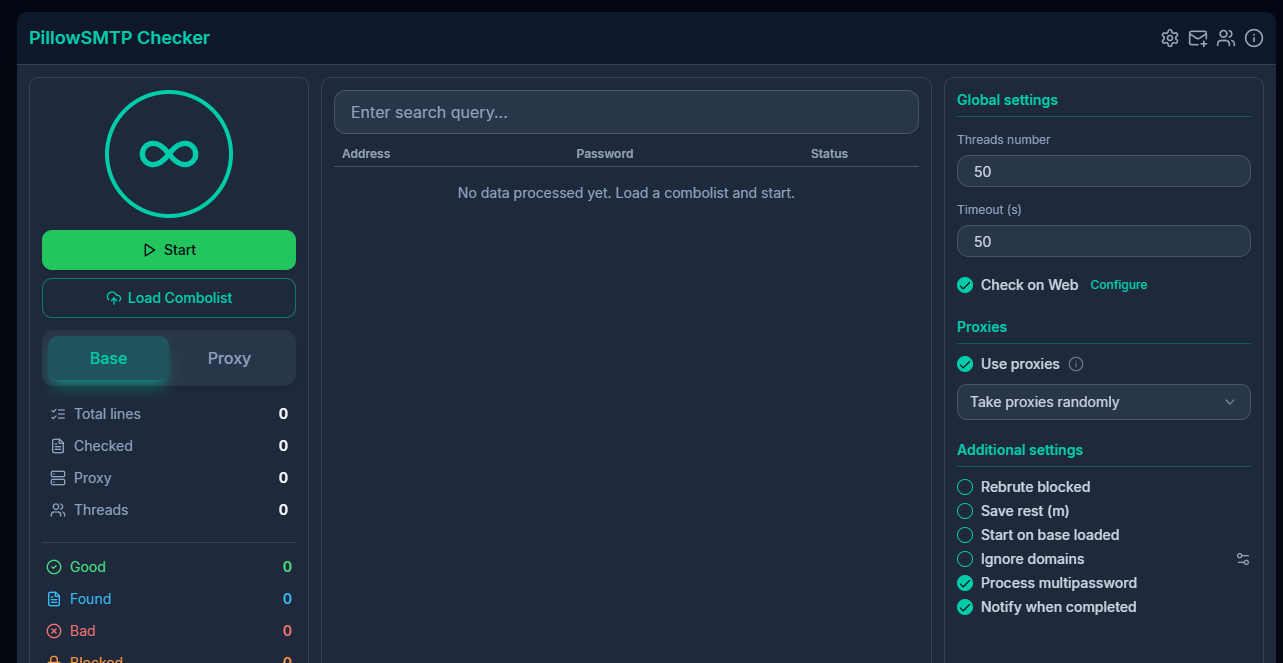 PillowSMTP Checker
Start
Load Combolist
Base Proxy
Total lines 0
Checked 0
Proxy 0
Threads 0
Good 0
Found 0
Bad 0
Blocked 0
Enter search query...
Address Password Status
No data processed yet. Load a combolist and start.
Global settings
Threads number
50
Timeout (s)
50
Check on Web Configure
Proxies
Use proxies
Take proxies randomly
Additional settings
Rebrute blocked
Save rest (m)
Start on base loaded
Ignore domains
Process multipassword
Notify when completed